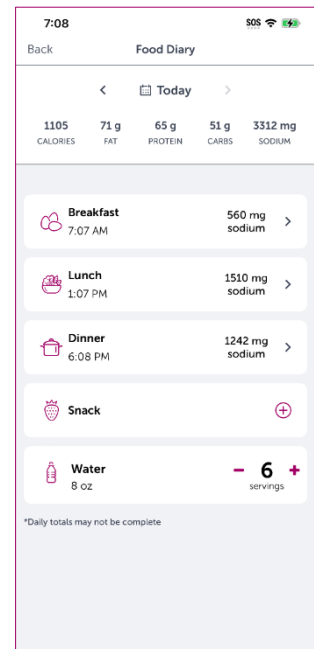 7:08 SOS
Back Food Diary
Today
1105 71 g 65 g 51 g 3312 mg
CALORIES FAT PROTEIN CARBS SODIUM
Breakfast
7:07 AM
560 mg
sodium
Lunch
1:07 PM
1510 mg
sodium
Dinner
6:08 PM
1242 mg
sodium
Snack
Water
8 oz
6
servings
*Daily totals may not be complete